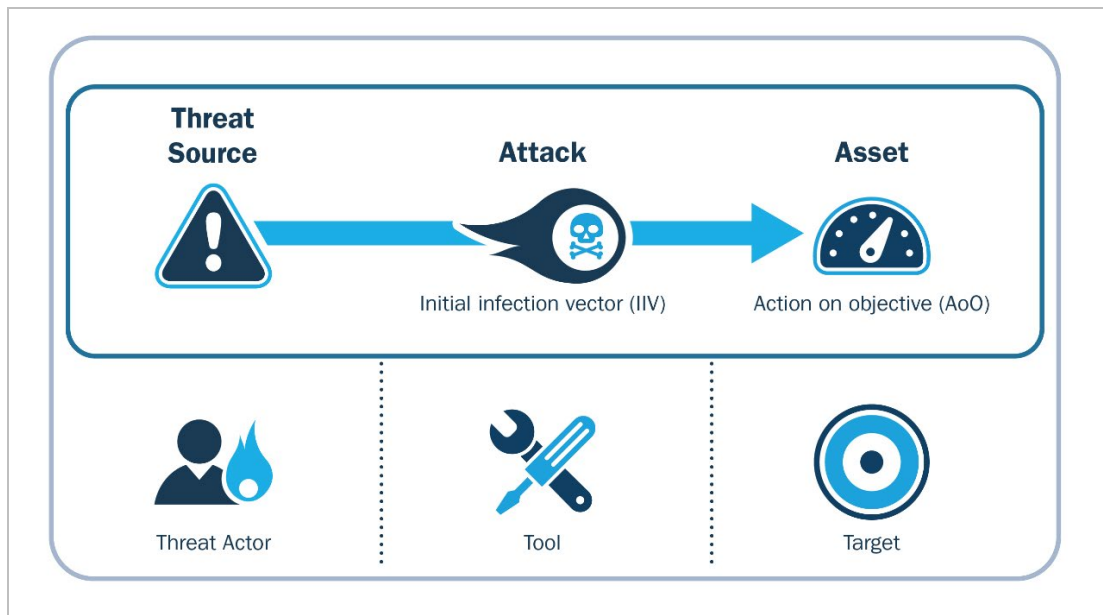 Threat
Source
Attack
Asset
Initial infection vector (IIV)
Action on objective (AoO)
Threat Actor
Tool
Target